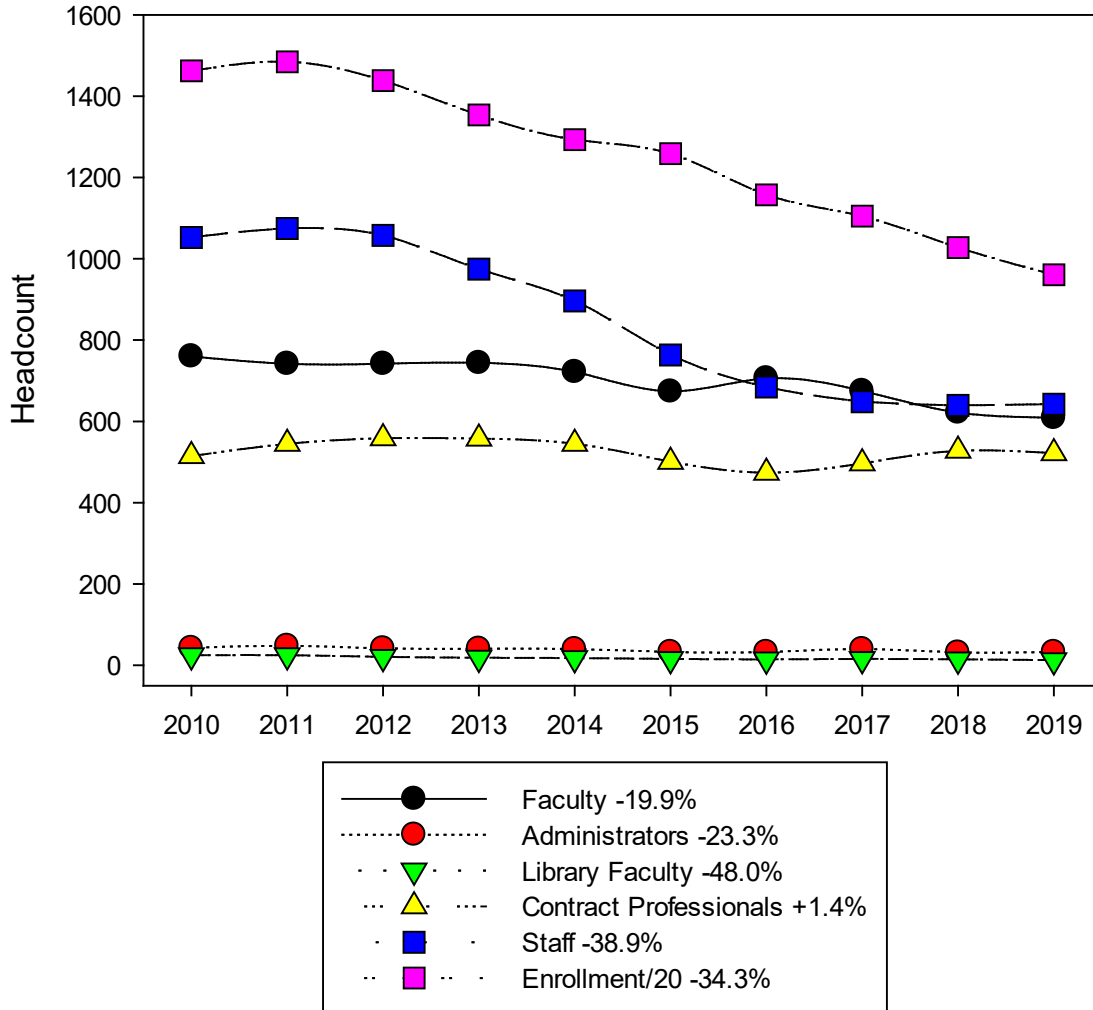 1600
1400
1200
1000
800
600
400
200
0
Headcount
2010 2011 2012 2013 2014 2015 2016 2017 2018 2019
Faculty -19.9%
Administrators -23.3%
Library Faculty -48.0%
Contract Professionals +1.4%
Staff -38.9%
Enrollment/20 -34.3%